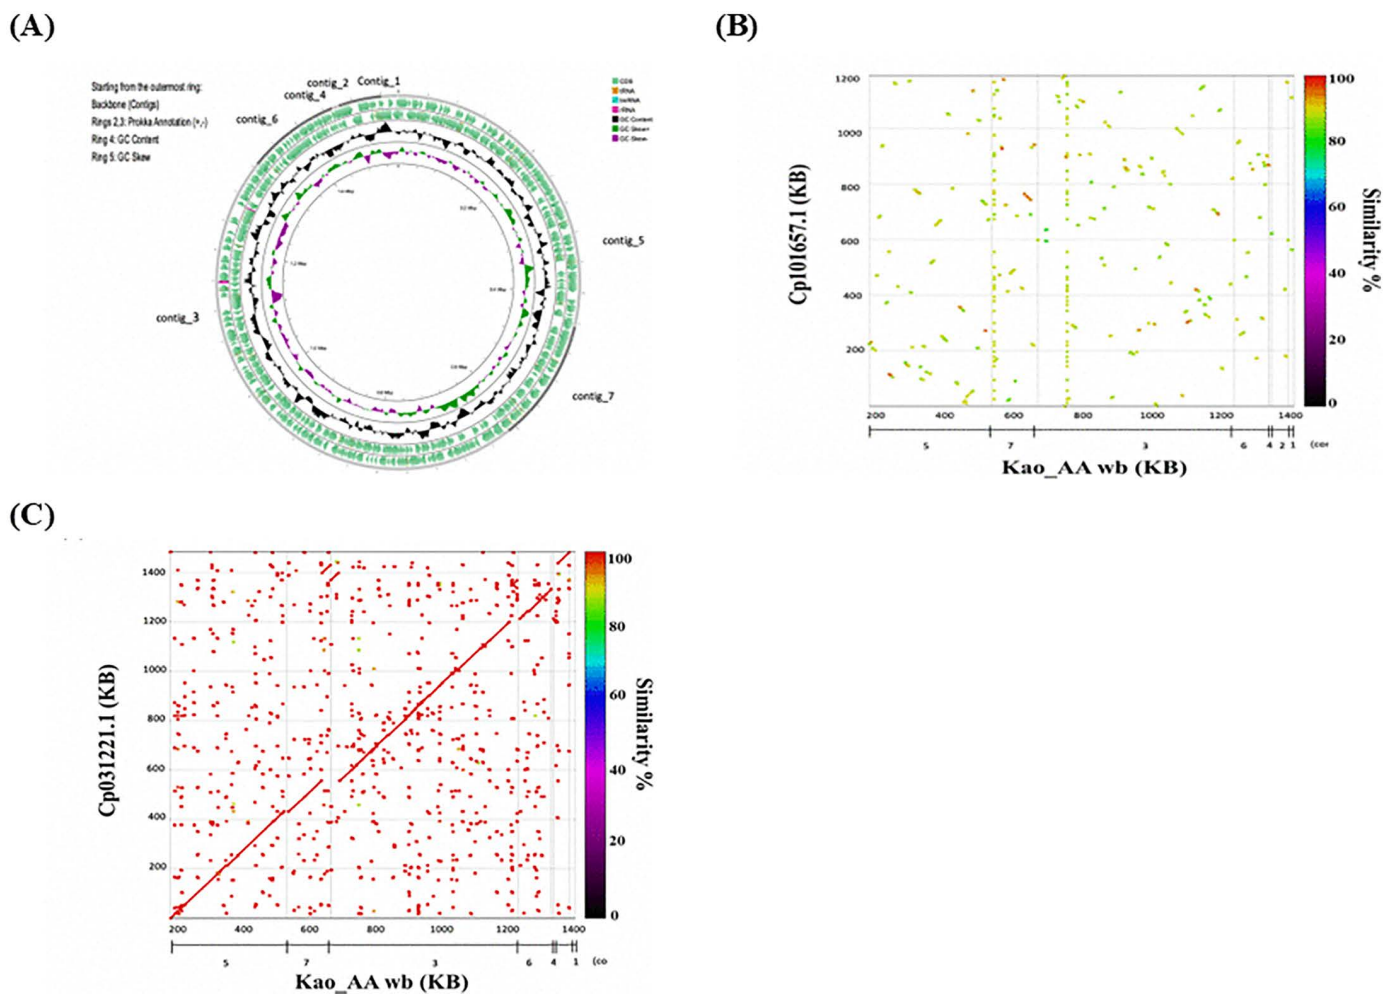 (A)
Starting from the outermost ring:
Backbone (Contigs)
Rings 2,3: Prokka Annotation (+,-)
Ring 4: GC Content
Ring 5: GC Skew
contig_2 Contig_1
contig_4
contig_6
contig_5
contig_3
contig_7
CDS
tRNA
tmRNA
rRNA
GC Content
GC Skew+
GC Skew-
(B)
1200
1000
800
600
400
200
Cp101657.1 (KB)
200 400 600 800 1000 1200 1400
5 7 3 6 4 2 1 (cor
Kao_AA wb (KB)
100
80
60
40
20
0
Similarity %
(C)
1400
1200
1000
800
600
400
200
Cp031221.1 (KB)
200 400 600 800 1000 1200 1400
5 7 3 6 4 1 (co
Kao_AA wb (KB)
100
80
60
40
20
0
Similarity %